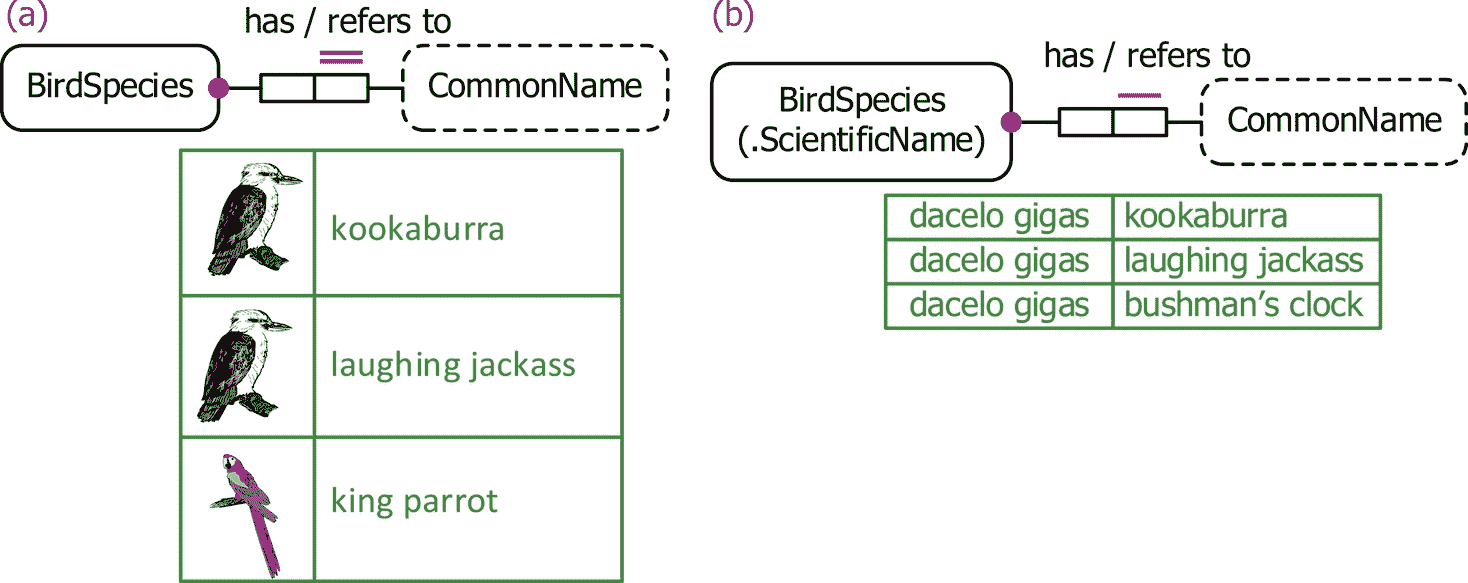 (a)
has / refers to
BirdSpecies
CommonName
kookaburra
laughing jackass
king parrot
(b)
has / refers to
BirdSpecies
(.ScientificName)
CommonName
dacelo gigas kookaburra
dacelo gigas laughing jackass
dacelo gigas bushman’s clock